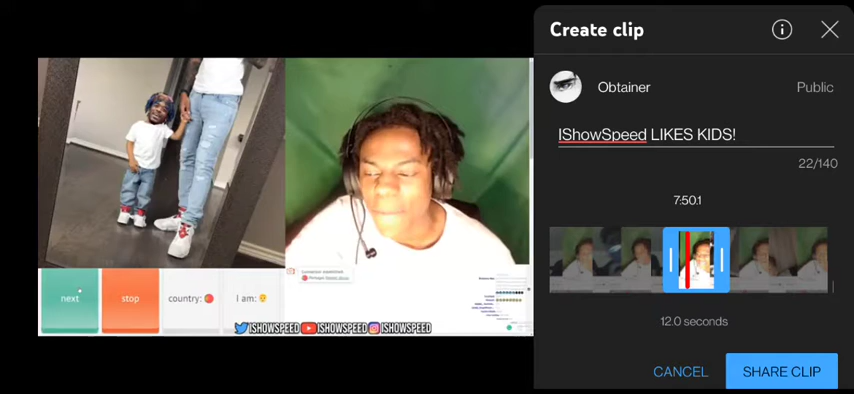 Create clip
Obtainer
Public
IShowSpeed LIKES KIDS!
22/140
7:50.1
12.0 seconds
CANCEL
SHARE CLIP
next
stop
country:
I am:
ISHOWSPEED
ISHOWSPEED
ISHOWSPEED